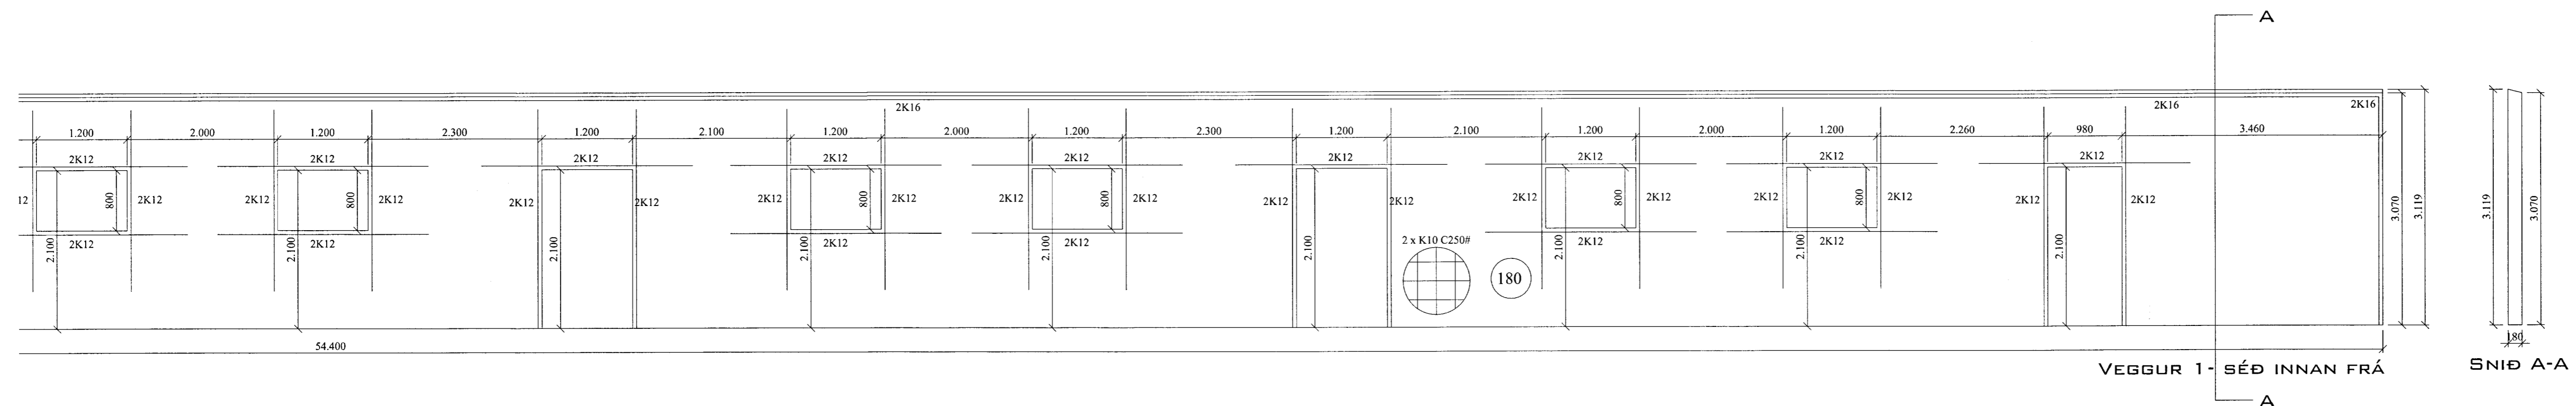 A
2K16 2K16 2K16
1.200 2.000 1.200 2.300 1.200 2.100 1.200 2.000 1.200 2.300 1.200 2.100 1.200 2.000 1.200 2.260 980 3.460
2K12 2K12 2K12 2K12 2K12 2K12 2K12 2K12 2K12
12 800 2K12 2K12 800 2K12 2K12 2K12 2K12 800 2K12 2K12 800 2K12 2K12 2K12 2K12 800 2K12 2K12 800 2K12 2K12 2K12 3.070 3.119 3.119 3.070
2K12 2K12 2K12 2K12 2K12 2K12
2.100 2.100 2.100 2.100 2.100 2.100 2.100 2.100 2.100
2 x K10 C250#
180
54.400
180
VEGGUR 1- SÉÐ INNAN FRÁ
SNIÐ A-A
A